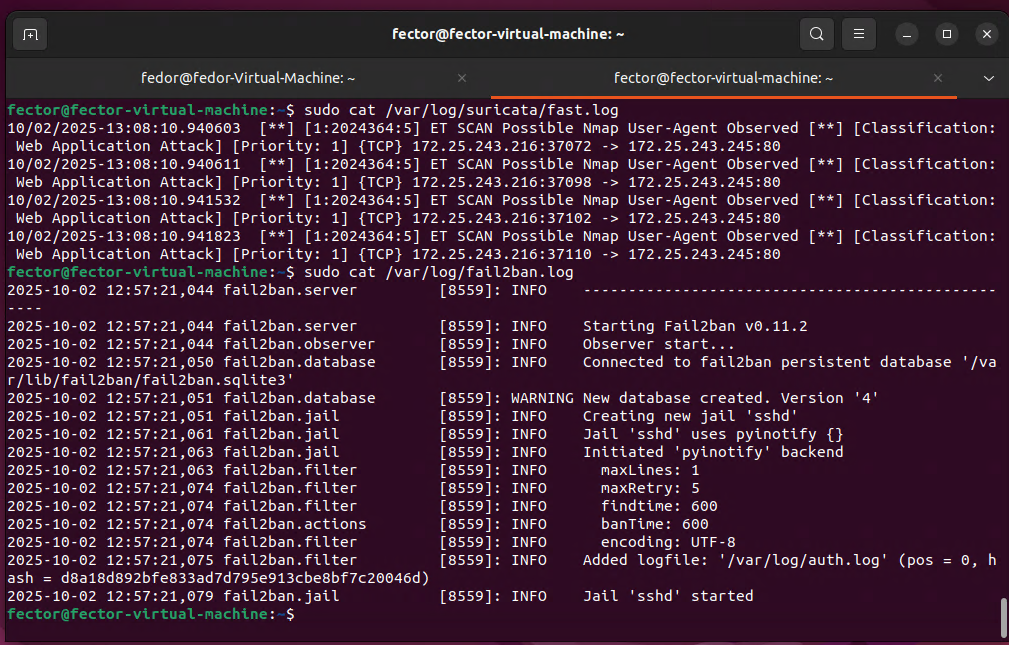 fector@fector-virtual-machine: ~
fedor@fedor-Virtual-Machine: ~
fector@fector-virtual-machine: ~
fector@fector-virtual-machine:~$ sudo cat /var/log/suricata/fast.log
10/02/2025-13:08:10.940603  [**] [1:2024364:5] ET SCAN Possible Nmap User-Agent Observed [**] [Classification:
 Web Application Attack] [Priority: 1] {TCP} 172.25.243.216:37072 -> 172.25.243.245:80
10/02/2025-13:08:10.940611  [**] [1:2024364:5] ET SCAN Possible Nmap User-Agent Observed [**] [Classification:
 Web Application Attack] [Priority: 1] {TCP} 172.25.243.216:37098 -> 172.25.243.245:80
10/02/2025-13:08:10.941532  [**] [1:2024364:5] ET SCAN Possible Nmap User-Agent Observed [**] [Classification:
 Web Application Attack] [Priority: 1] {TCP} 172.25.243.216:37102 -> 172.25.243.245:80
10/02/2025-13:08:10.941823  [**] [1:2024364:5] ET SCAN Possible Nmap User-Agent Observed [**] [Classification:
 Web Application Attack] [Priority: 1] {TCP} 172.25.243.216:37110 -> 172.25.243.245:80
fector@fector-virtual-machine:~$ sudo cat /var/log/fail2ban.log
2025-10-02 12:57:21,044 fail2ban.server         [8559]: INFO    ----------------------------------------------
----
2025-10-02 12:57:21,044 fail2ban.server         [8559]: INFO    Starting Fail2ban v0.11.2
2025-10-02 12:57:21,044 fail2ban.observer       [8559]: INFO    Observer start...
2025-10-02 12:57:21,050 fail2ban.database       [8559]: INFO    Connected to fail2ban persistent database '/va
r/lib/fail2ban/fail2ban.sqlite3'
2025-10-02 12:57:21,051 fail2ban.database       [8559]: WARNING New database created. Version '4'
2025-10-02 12:57:21,051 fail2ban.jail           [8559]: INFO    Creating new jail 'sshd'
2025-10-02 12:57:21,061 fail2ban.jail           [8559]: INFO    Jail 'sshd' uses pyinotify {}
2025-10-02 12:57:21,063 fail2ban.jail           [8559]: INFO    Initiated 'pyinotify' backend
2025-10-02 12:57:21,063 fail2ban.filter         [8559]: INFO      maxLines: 1
2025-10-02 12:57:21,074 fail2ban.filter         [8559]: INFO      maxRetry: 5
2025-10-02 12:57:21,074 fail2ban.filter         [8559]: INFO      findtime: 600
2025-10-02 12:57:21,074 fail2ban.actions        [8559]: INFO      banTime: 600
2025-10-02 12:57:21,074 fail2ban.filter         [8559]: INFO      encoding: UTF-8
2025-10-02 12:57:21,075 fail2ban.filter         [8559]: INFO    Added logfile: '/var/log/auth.log' (pos = 0, h
ash = d8a18d892bfe833ad7d795e913cbe8bf7c20046d)
2025-10-02 12:57:21,079 fail2ban.jail           [8559]: INFO    Jail 'sshd' started
fector@fector-virtual-machine:~$